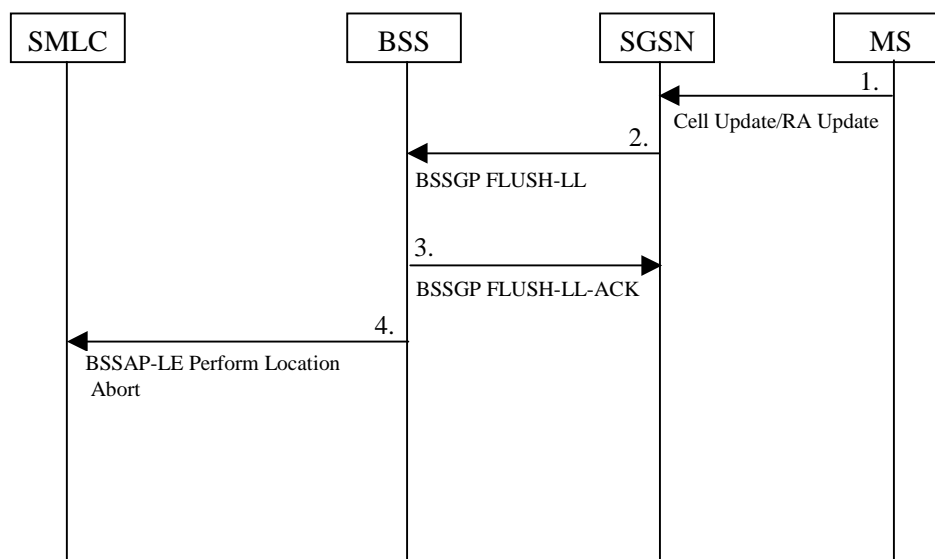 SMLC
BSS
SGSN
MS
1.
Cell Update/RA Update
2.
BSSGP FLUSH-LL
3.
BSSGP FLUSH-LL-ACK
4.
BSSAP-LE Perform Location
Abort